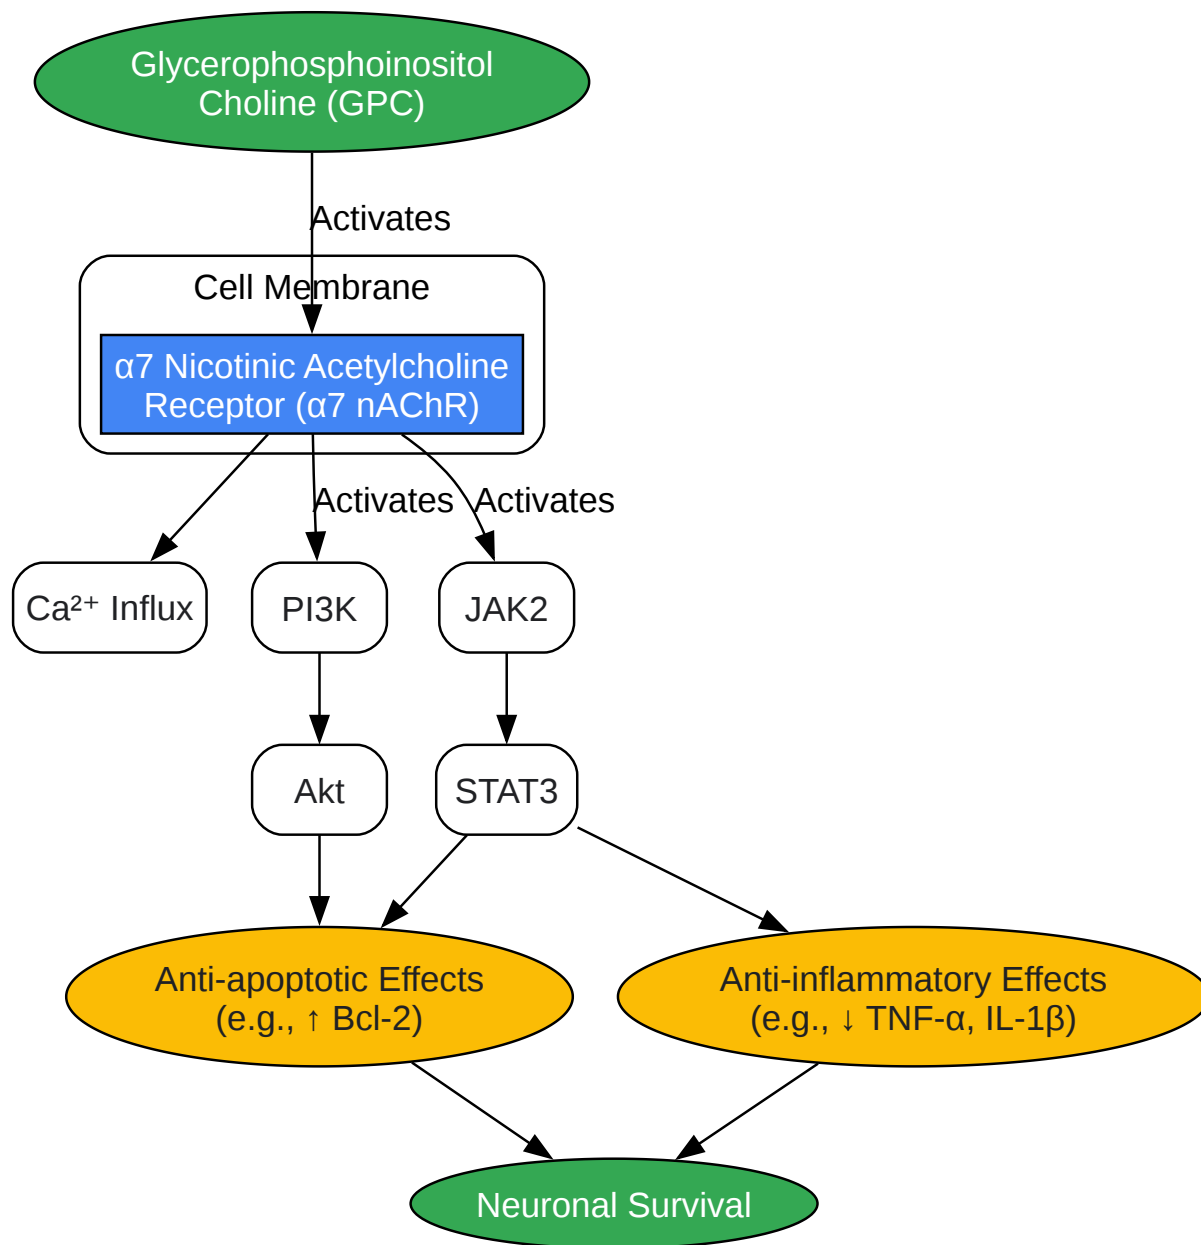 Glycerophosphoinositol
Choline (GPC)
Activates
Cell Membrane
α7 Nicotinic Acetylcholine
Receptor (α7 nAChR)
Activates
Activates
Ca²⁺ Influx
PI3K
JAK2
Akt
STAT3
Anti-apoptotic Effects
(e.g., ↑ Bcl-2)
Anti-inflammatory Effects
(e.g., ↓ TNF-α, IL-1β)
Neuronal Survival